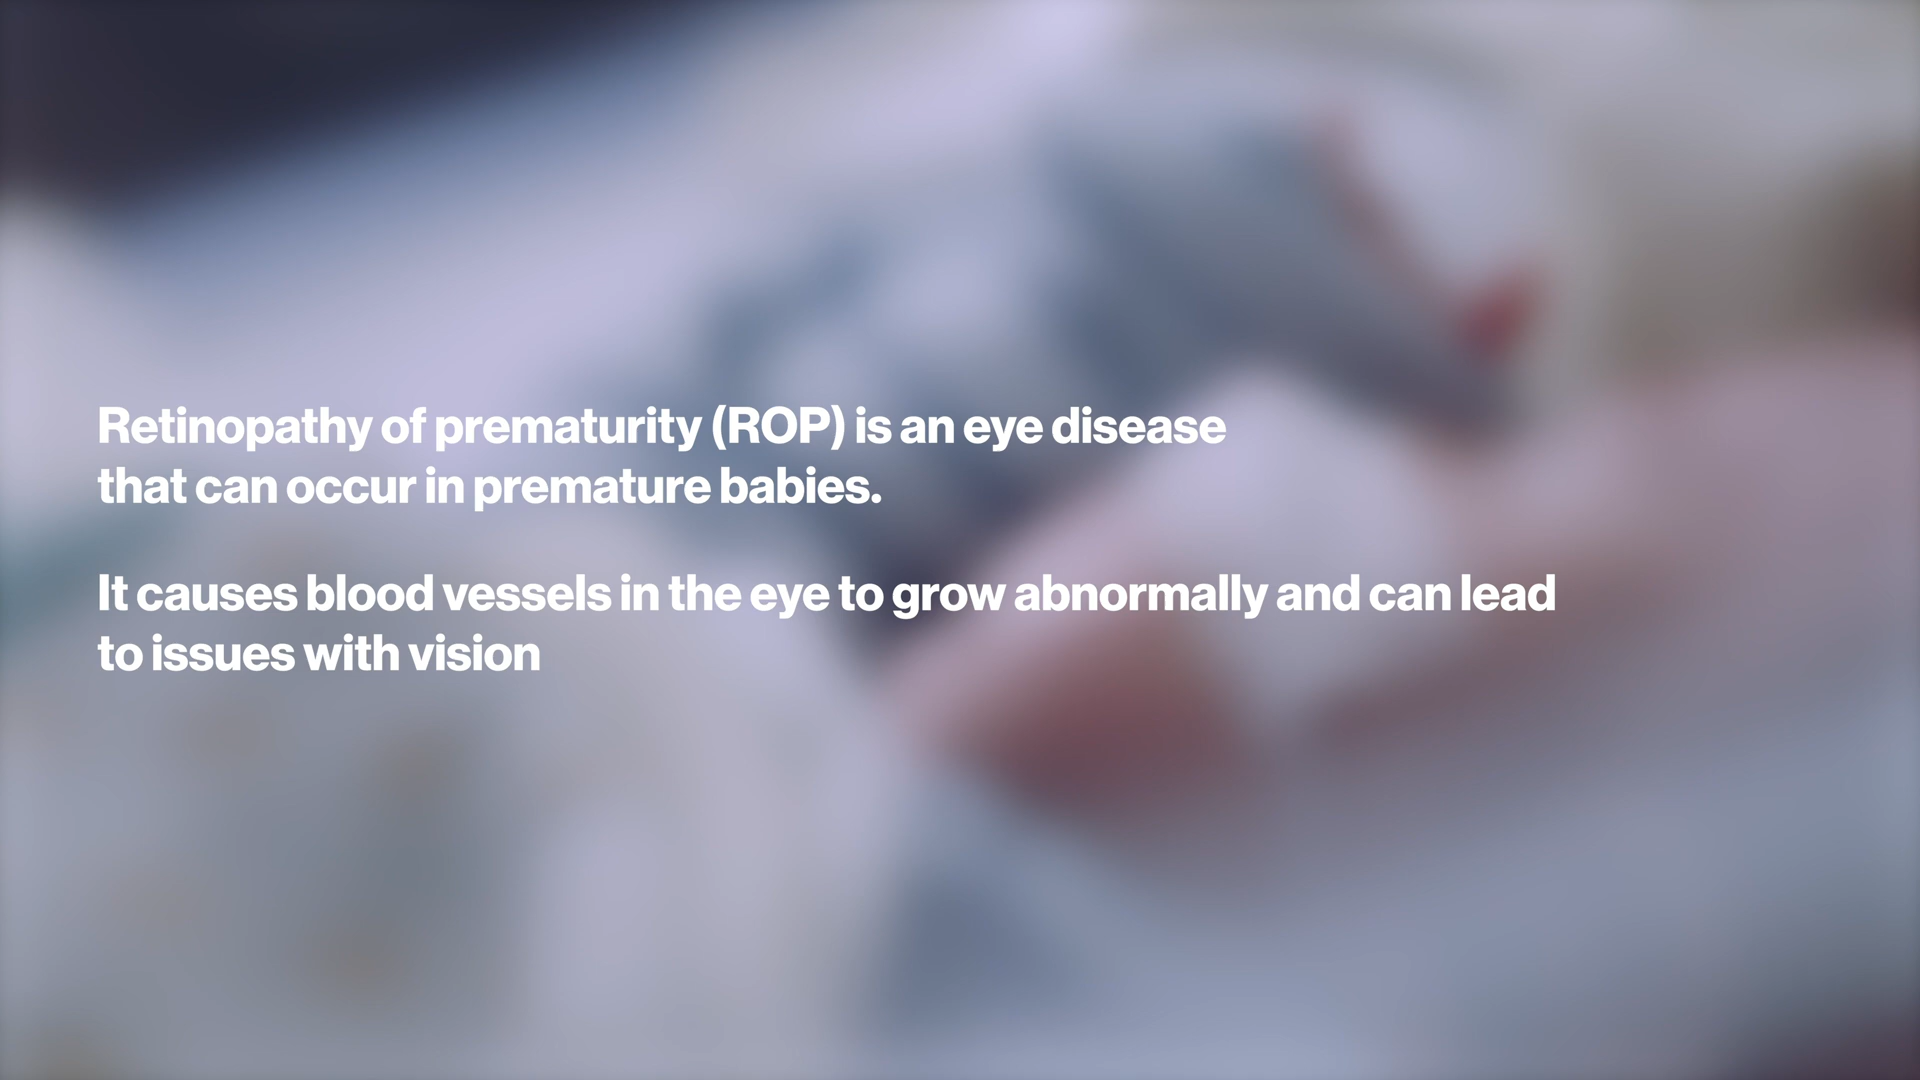 Retinopathy of prematurity (ROP) is an eye disease
that can occur in premature babies.
It causes blood vessels in the eye to grow abnormally and can lead
to issues with vision